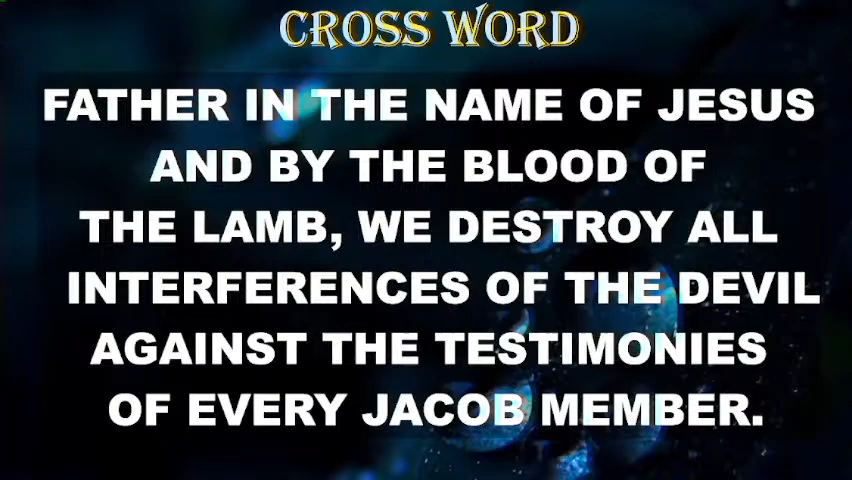 CROSS WORD
FATHER IN THE NAME OF JESUS
AND BY THE BLOOD OF
THE LAMB, WE DESTROY ALL
INTERFERENCES OF THE DEVIL
AGAINST THE TESTIMONIES
OF EVERY JACOB MEMBER.